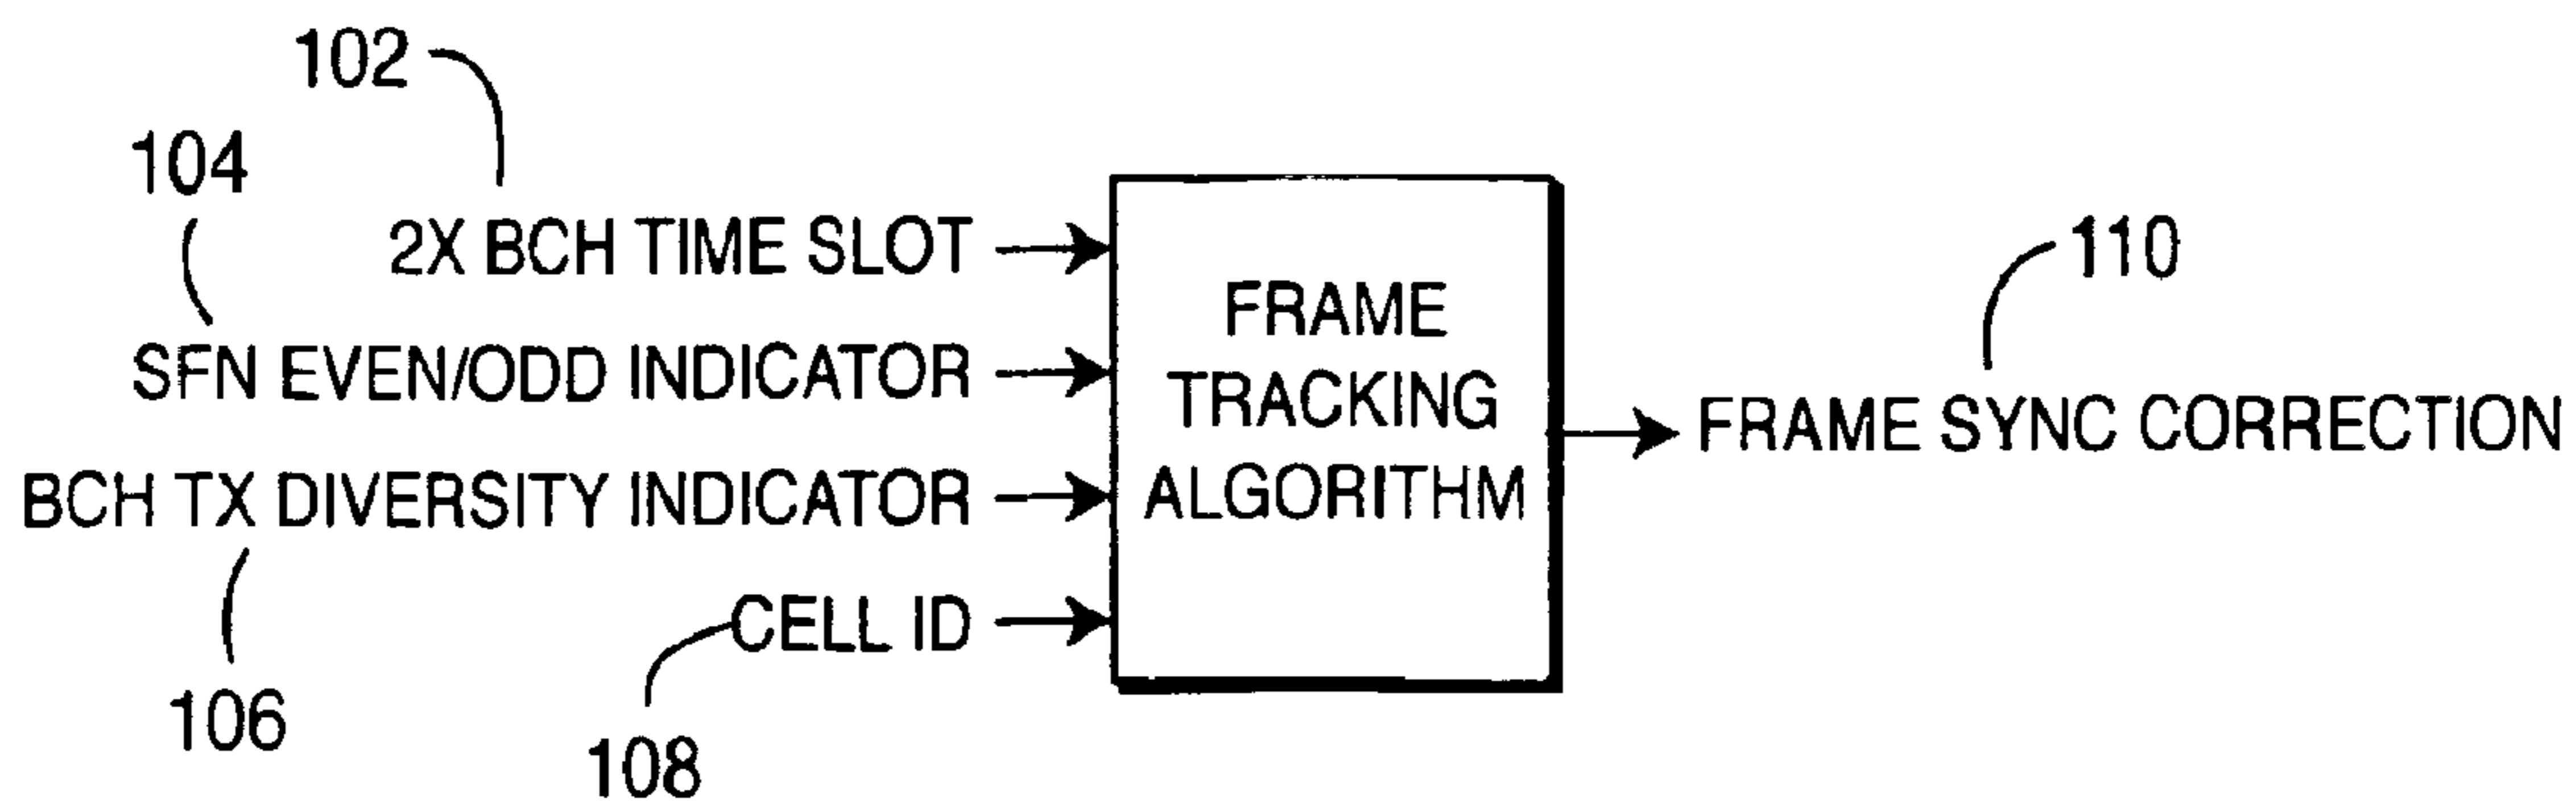 102
104
2X BCH TIME SLOT
SFN EVEN/ODD INDICATOR
BCH TX DIVERSITY INDICATOR
CELL ID
106
108
FRAME
TRACKING
ALGORITHM
110
FRAME SYNC CORRECTION